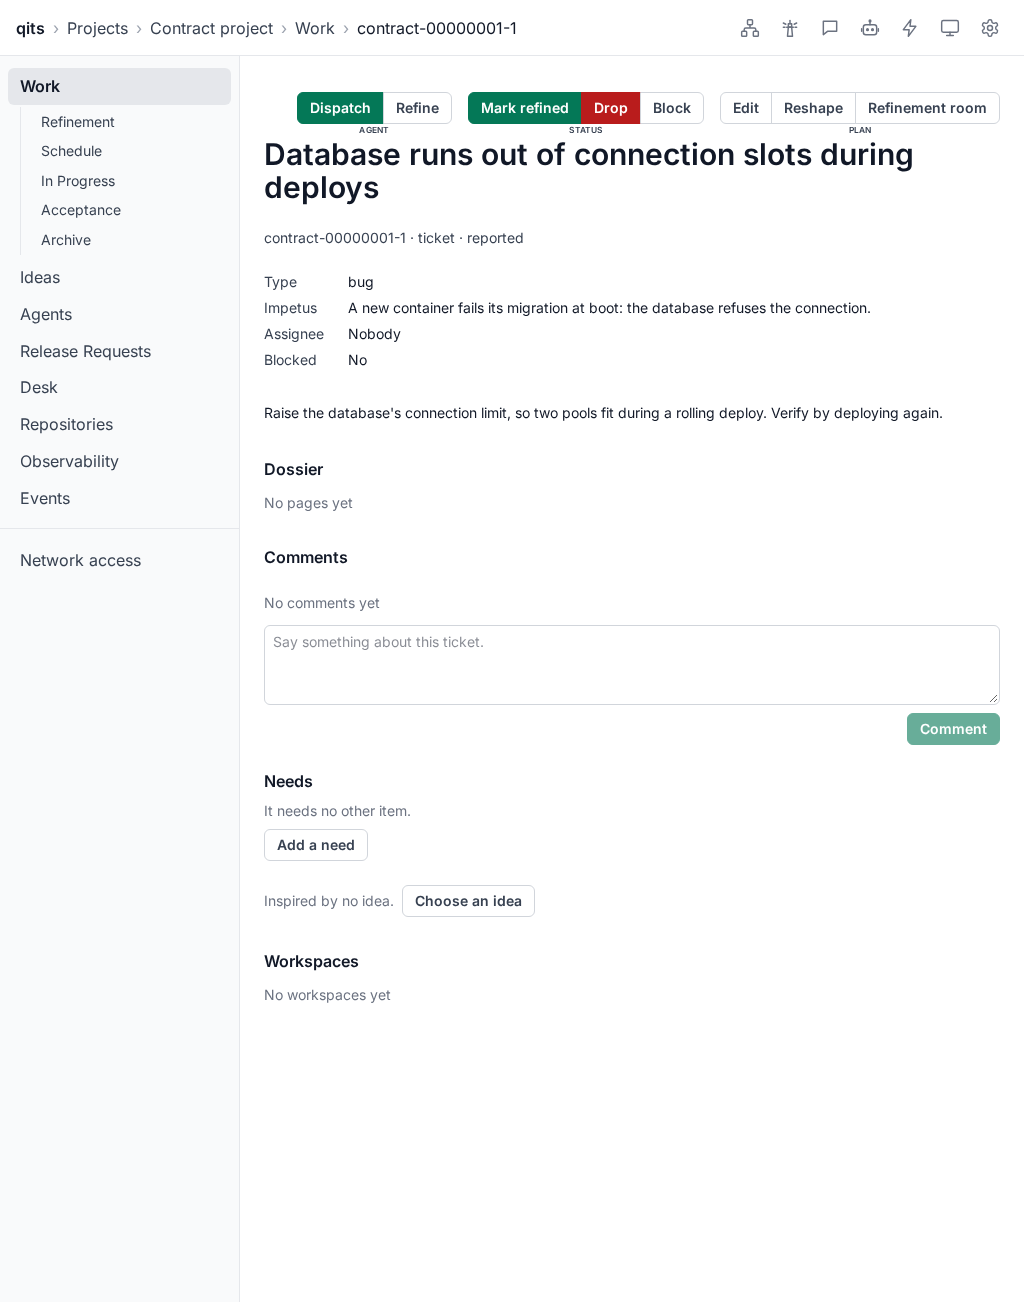 qits › Projects › Contract project › Work › contract-00000001-1
Work
Refinement
Schedule
In Progress
Acceptance
Archive
Ideas
Agents
Release Requests
Desk
Repositories
Observability
Events
Network access
Dispatch Refine
AGENT
Mark refined Drop Block
STATUS
Edit Reshape Refinement room
PLAN
Database runs out of connection slots during
deploys
contract-00000001-1 · ticket · reported
Type bug
Impetus A new container fails its migration at boot: the database refuses the connection.
Assignee Nobody
Blocked No
Raise the database's connection limit, so two pools fit during a rolling deploy. Verify by deploying again.
Dossier
No pages yet
Comments
No comments yet
Say something about this ticket.
Comment
Needs
It needs no other item.
Add a need
Inspired by no idea. Choose an idea
Workspaces
No workspaces yet